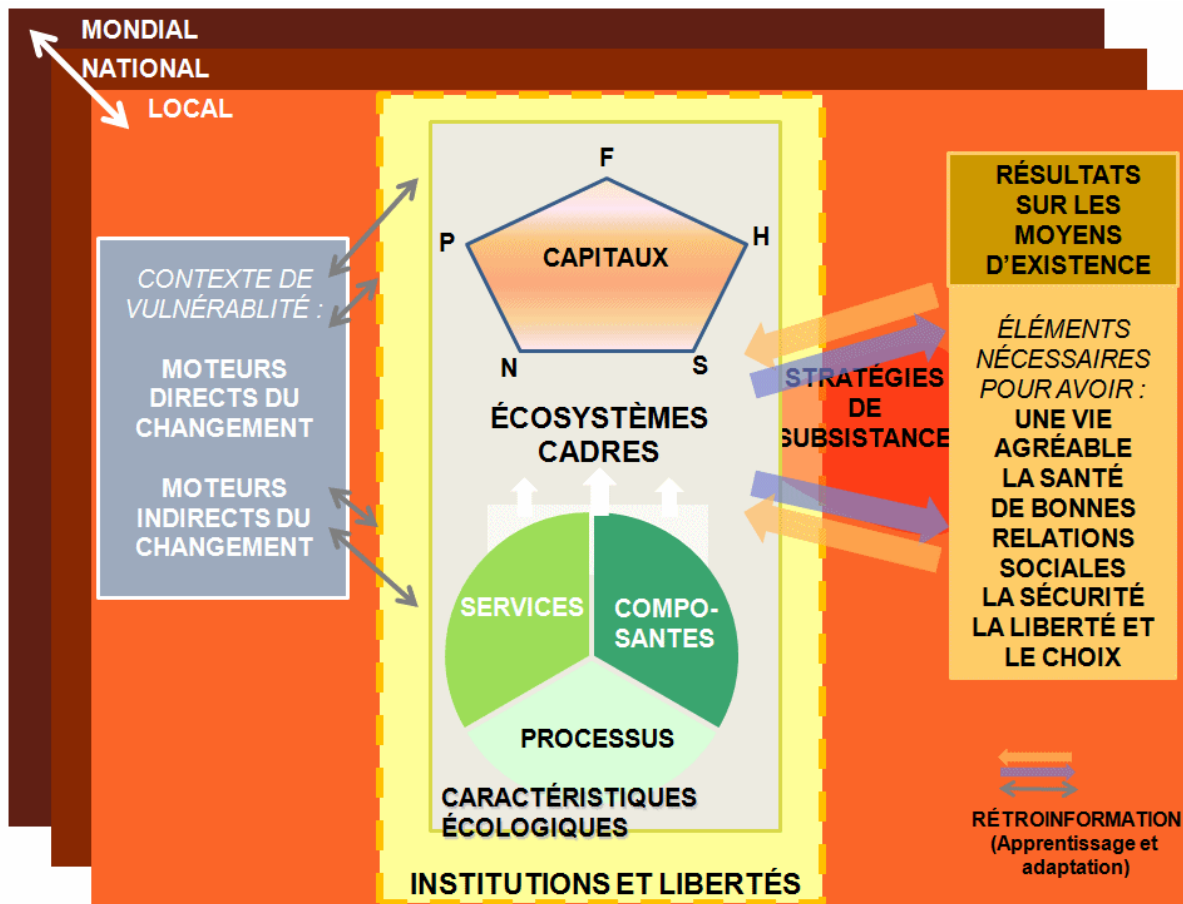 MONDIAL
NATIONAL
LOCAL
CONTEXTE DE
VULNÉRABLITÉ :
MOTEURS
DIRECTS DU
CHANGEMENT
MOTEURS
INDIRECTS DU
CHANGEMENT
F
P
H
CAPITAUX
N
S
ÉCOSYSTÈMES
CADRES
SERVICES
COMPO-
SANTES
PROCESSUS
CARACTÉRISTIQUES
ÉCOLOGIQUES
INSTITUTIONS ET LIBERTÉS
STRATÉGIES
DE
SUBSISTANCE
RÉSULTATS
SUR LES
MOYENS
D’EXISTENCE
ÉLÉMENTS
NÉCESSAIRES
POUR AVOIR :
UNE VIE
AGRÉABLE
LA SANTÉ
DE BONNES
RELATIONS
SOCIALES
LA SÉCURITÉ
LA LIBERTÉ ET
LE CHOIX
RÉTROINFORMATION
(Apprentissage et
adaptation)